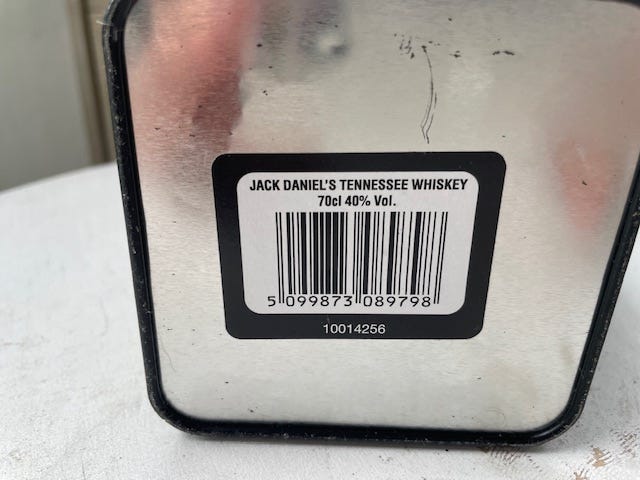 JACK DANIEL'S TENNESSEE WHISKEY
70cl 40% Vol.
5 099873 089798
10014256